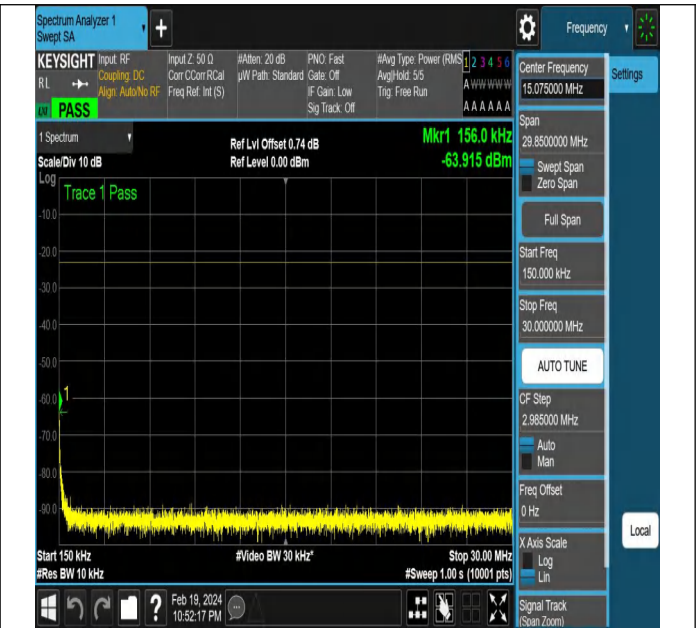 Spectrum Analyzer 1
Swept SA
+
Frequency
KEYSIGHT
RL
PASS
Input: RF
Coupling: DC
Align: Auto/No RF
Input Z: 50 Ω
Corr CCorr RCal
Freq Ref: Int (S)
#Atten: 20 dB
µW Path: Standard
PNO: Fast
Gate: Off
IF Gain: Low
Sig Track: Off
#Avg Type: Power (RMS
Avg|Hold: 5/5
Trig: Free Run
1 2 3 4 5 6
A W W W W W
A A A A A A
1 Spectrum
Scale/Div 10 dB
Ref Lvl Offset 0.74 dB
Ref Level 0.00 dBm
Mkr1 156.0 kHz
-63.915 dBm
Log
Trace 1 Pass
-10.0
-20.0
-30.0
-40.0
-50.0
-60.0
1
-70.0
-80.0
-90.0
Start 150 kHz
#Res BW 10 kHz
#Video BW 30 kHz*
Stop 30.00 MHz
#Sweep 1.00 s (10001 pts)
Feb 19, 2024
10:52:17 PM
?
Center Frequency
15.075000 MHz
Settings
Span
29.8500000 MHz
Swept Span
Zero Span
Full Span
Start Freq
150.000 kHz
Stop Freq
30.000000 MHz
AUTO TUNE
CF Step
2.985000 MHz
Auto
Man
Freq Offset
0 Hz
X Axis Scale
Log
Lin
Local
Signal Track
(Span Zoom)